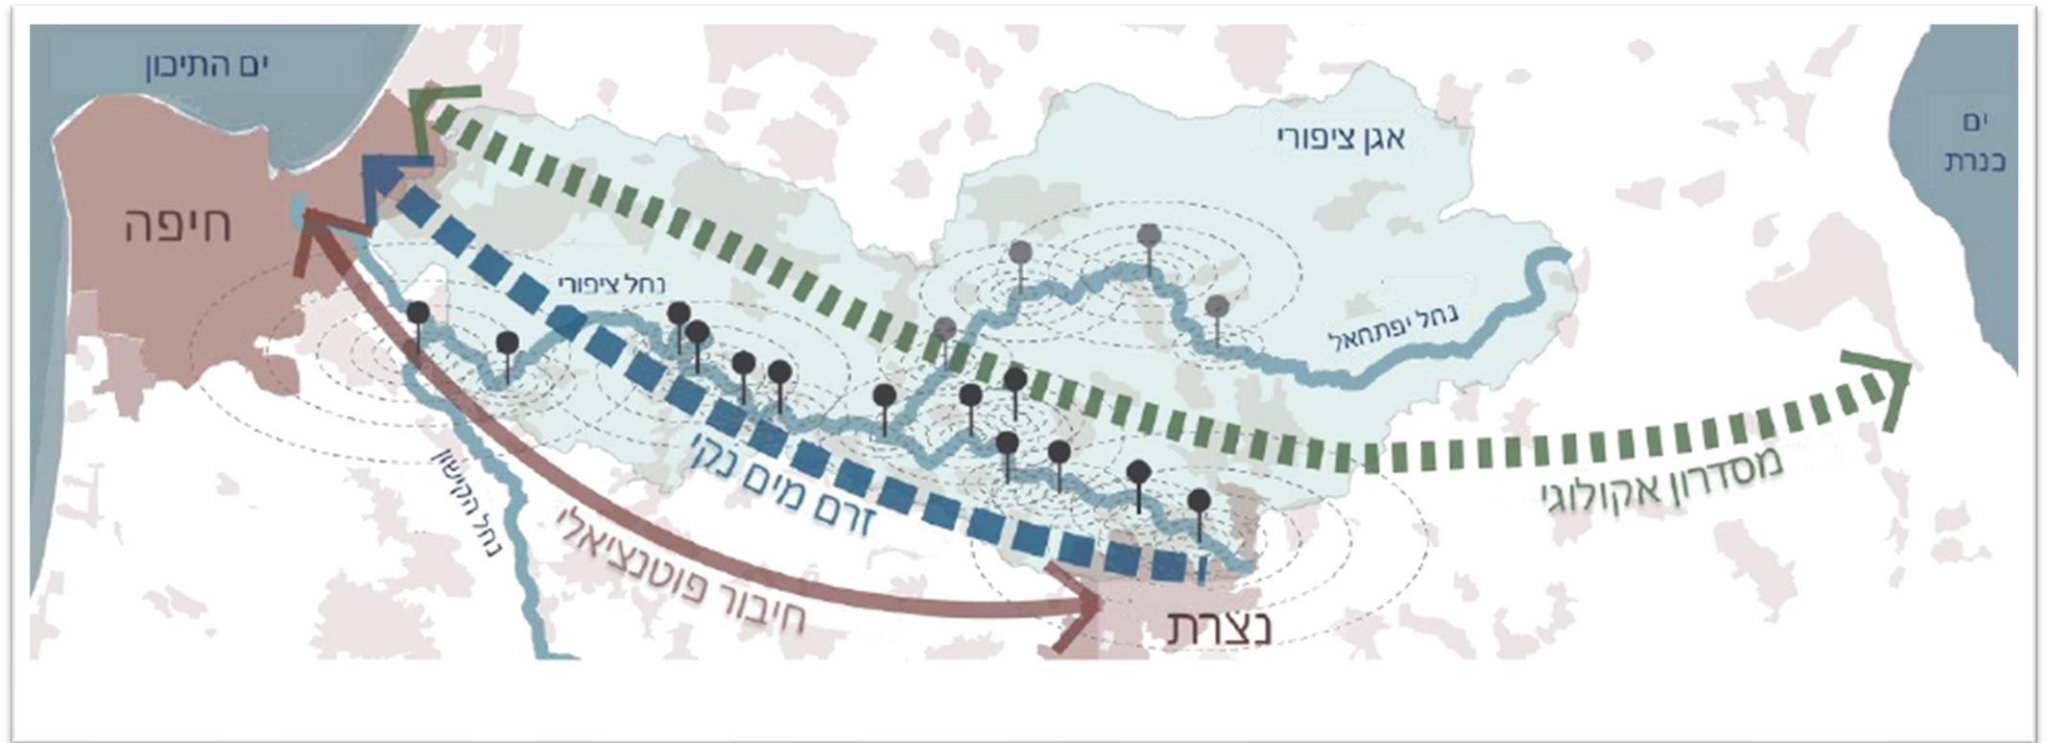 ים התיכון
אגן ציפורי
ים
כנרת
חיפה
נחל ציפורי
נחל יפתחאל
מסדרון אקולוגי
זרם מים נקי
נחל הקישון
חיבור פוטנציאלי
נצרת